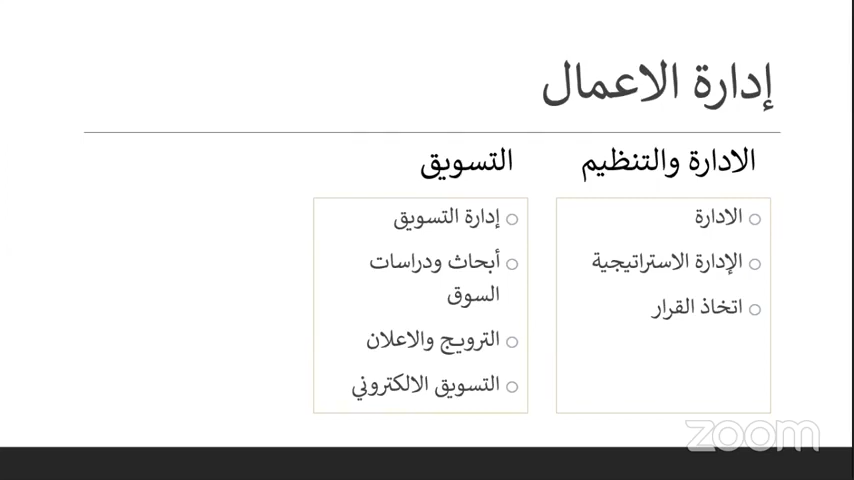 إدارة الاعمال
الادارة والتنظيم
الادارة
الإدارة الاستراتيجية
اتخاذ القرار
التسويق
إدارة التسويق
أبحاث ودراسات
السوق
الترويج والاعلان
التسويق الالكتروني
zoom